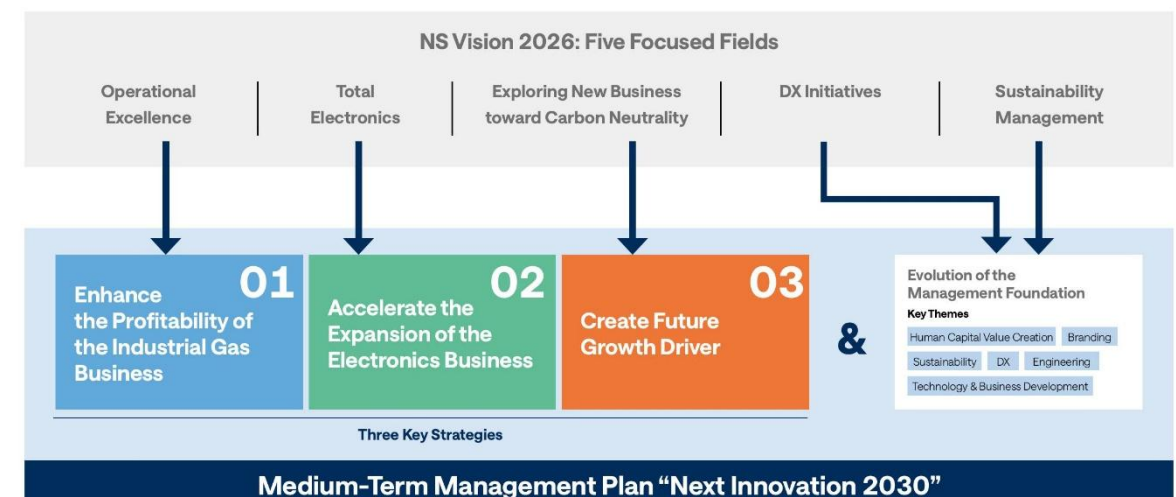 NS Vision 2026: Five Focused Fields
Operational
Excellence
Total
Electronics
Exploring New Business
toward Carbon Neutrality
DX Initiatives
Sustainability
Management
01
Enhance
the Profitability of
the Industrial Gas
Business
02
Accelerate the
Expansion of the
Electronics Business
03
Create Future
Growth Driver
&
Evolution of the
Management Foundation
Key Themes
Human Capital Value Creation Branding
Sustainability DX Engineering
Technology & Business Development
Three Key Strategies
Medium-Term Management Plan “Next Innovation 2030”